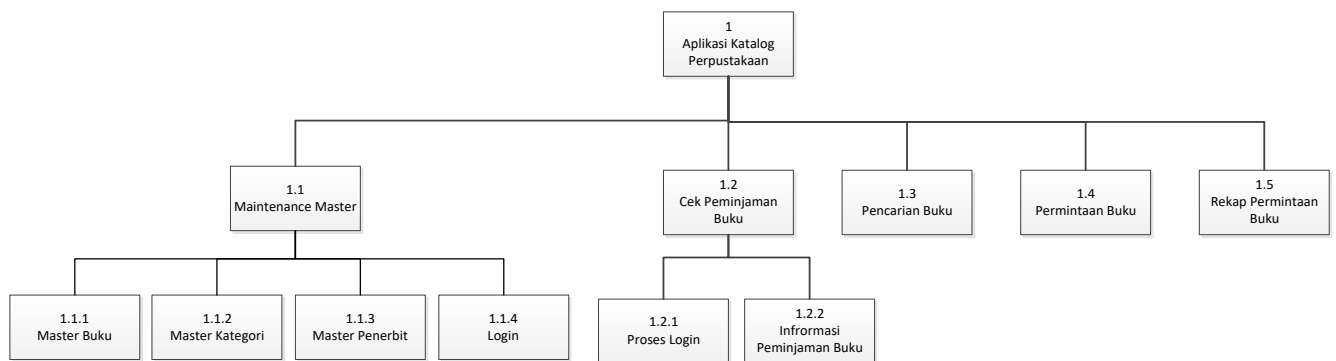 1
Aplikasi Katalog
Perpustakaan
1.1
Maintenance Master
1.2
Cek Peminjaman
Buku
1.3
Pencarian Buku
1.4
Permintaan Buku
1.5
Rekap Permintaan
Buku
1.1.1
Master Buku
1.1.2
Master Kategori
1.1.3
Master Penerbit
1.1.4
Login
1.2.1
Proses Login
1.2.2
Infrormasi
Peminjaman Buku